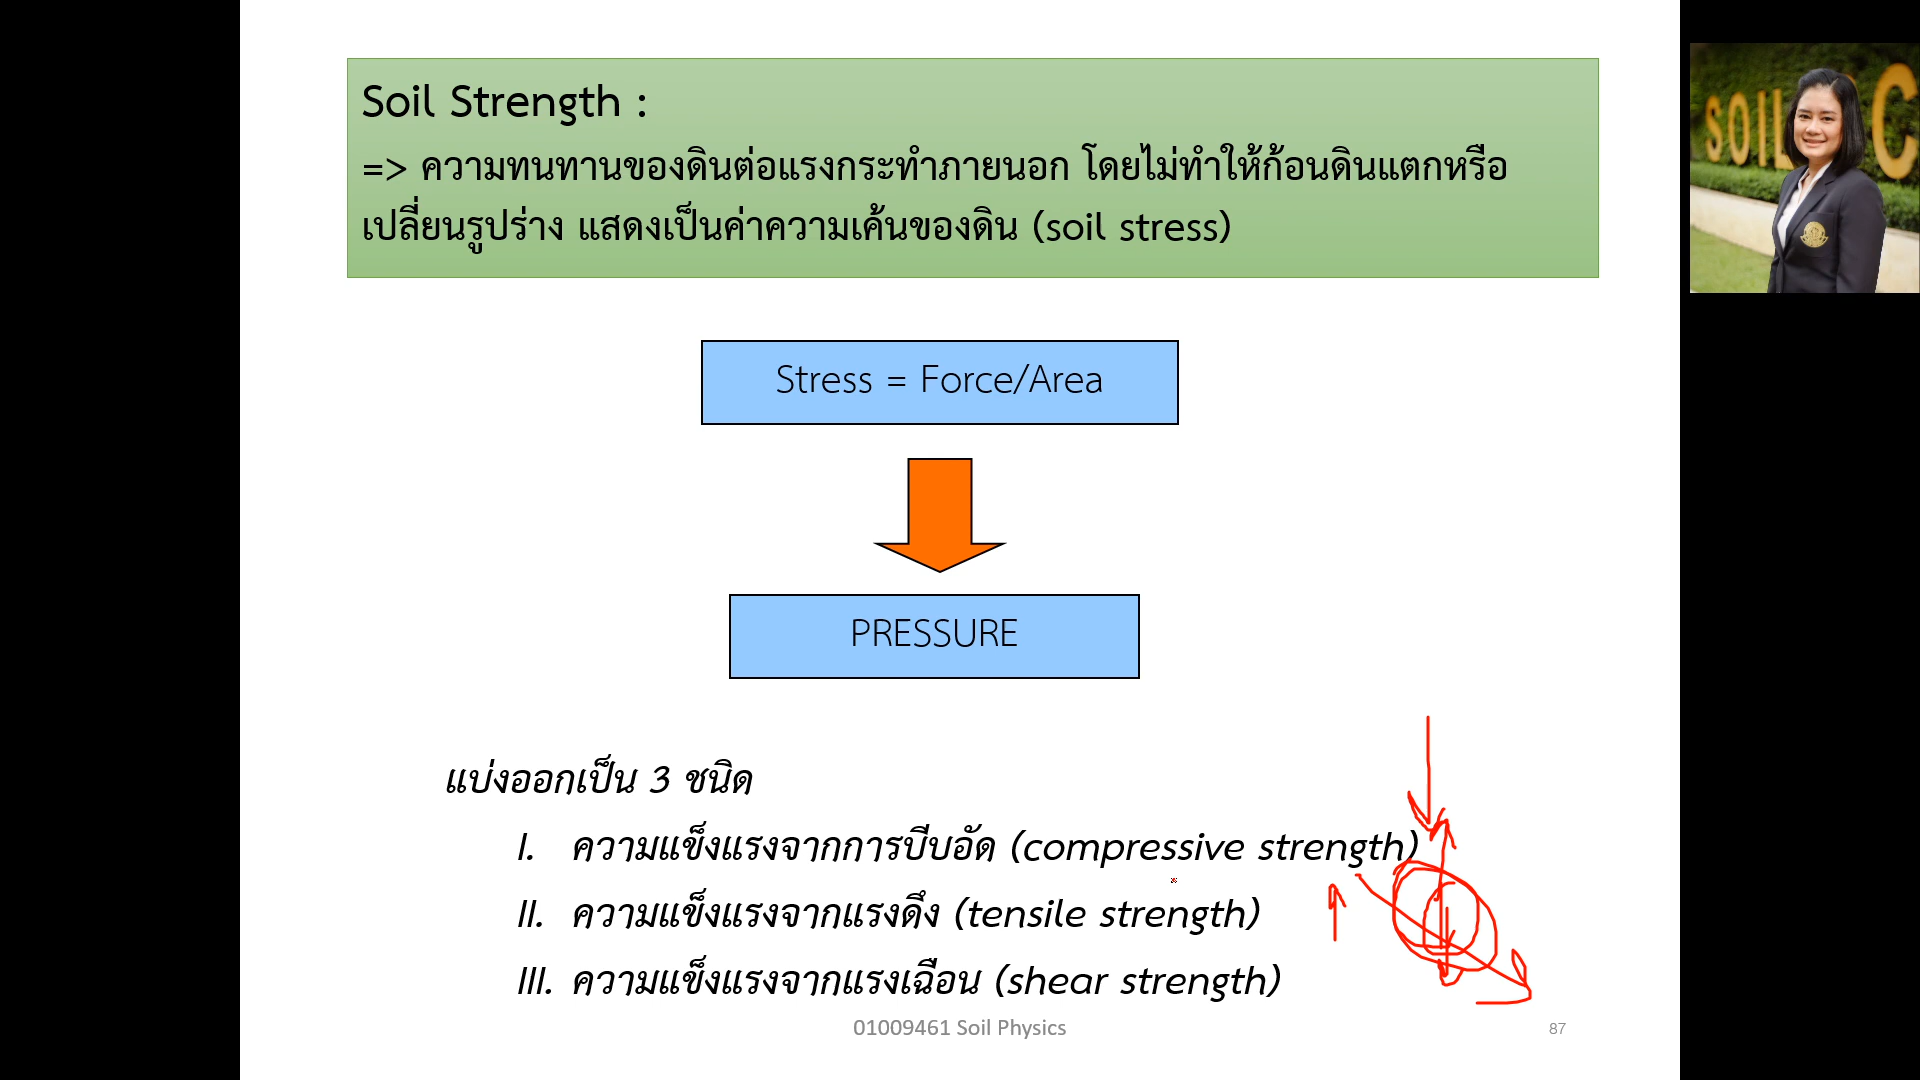 Soil Strength :
=> ความทนทานของดินต่อแรงกระทำภายนอก โดยไม่ทำให้ก้อนดินแตกหรือ
เปลี่ยนรูปร่าง แสดงเป็นค่าความเค้นของดิน (soil stress)
SOIL C
Stress = Force/Area
PRESSURE
แบ่งออกเป็น 3 ชนิด
I. ความแข็งแรงจากการบีบอัด (compressive strength)
II. ความแข็งแรงจากแรงดึง (tensile strength)
III. ความแข็งแรงจากแรงเฉือน (shear strength)
01009461 Soil Physics
87